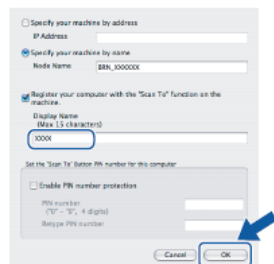 Specify your machine by address
IP Address
Specify your machine by name
Node Name BRN_XXXXXX
Register your computer with the "Scan To" function on the
machine.
Display Name
(Max 15 characters)
XXXX
Set the "Scan To" Button PIN number for this computer
Enable PIN number protection
PIN number
("0" - "9", 4 digits)
Retype PIN number
Cancel OK